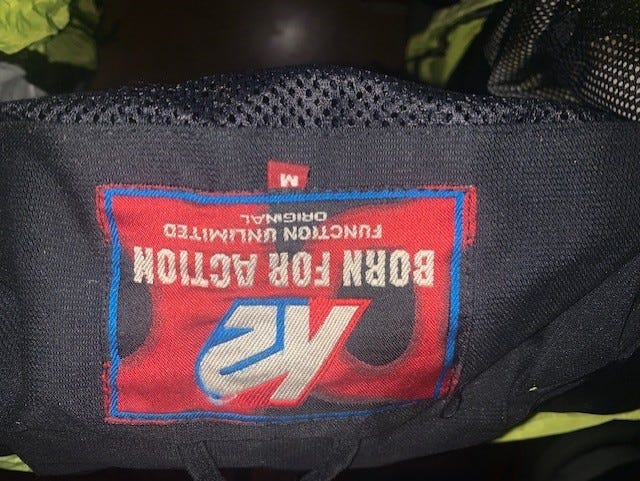 K2
BORN FOR ACTION
FUNCTION UNLIMITED
ORIGINAL
M